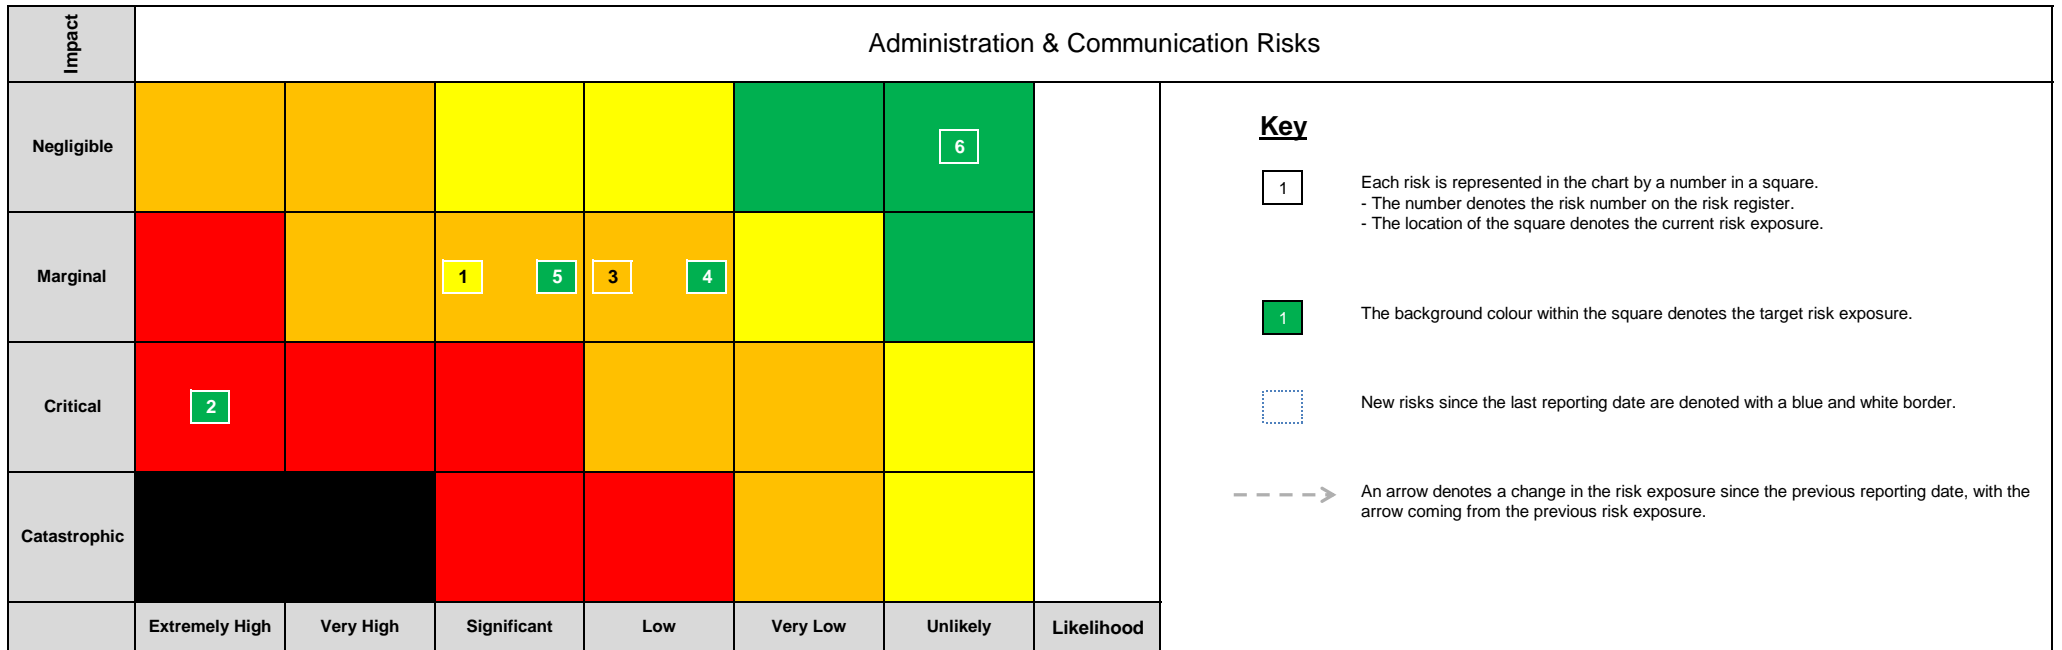 Impact
Administration & Communication Risks
Negligible
6
Marginal
1
5
3
4
Critical
2
Catastrophic
Extremely High
Very High
Significant
Low
Very Low
Unlikely
Likelihood
Key
1
Each risk is represented in the chart by a number in a square.
- The number denotes the risk number on the risk register.
- The location of the square denotes the current risk exposure.
1
The background colour within the square denotes the target risk exposure.
New risks since the last reporting date are denoted with a blue and white border.
An arrow denotes a change in the risk exposure since the previous reporting date, with the
arrow coming from the previous risk exposure.